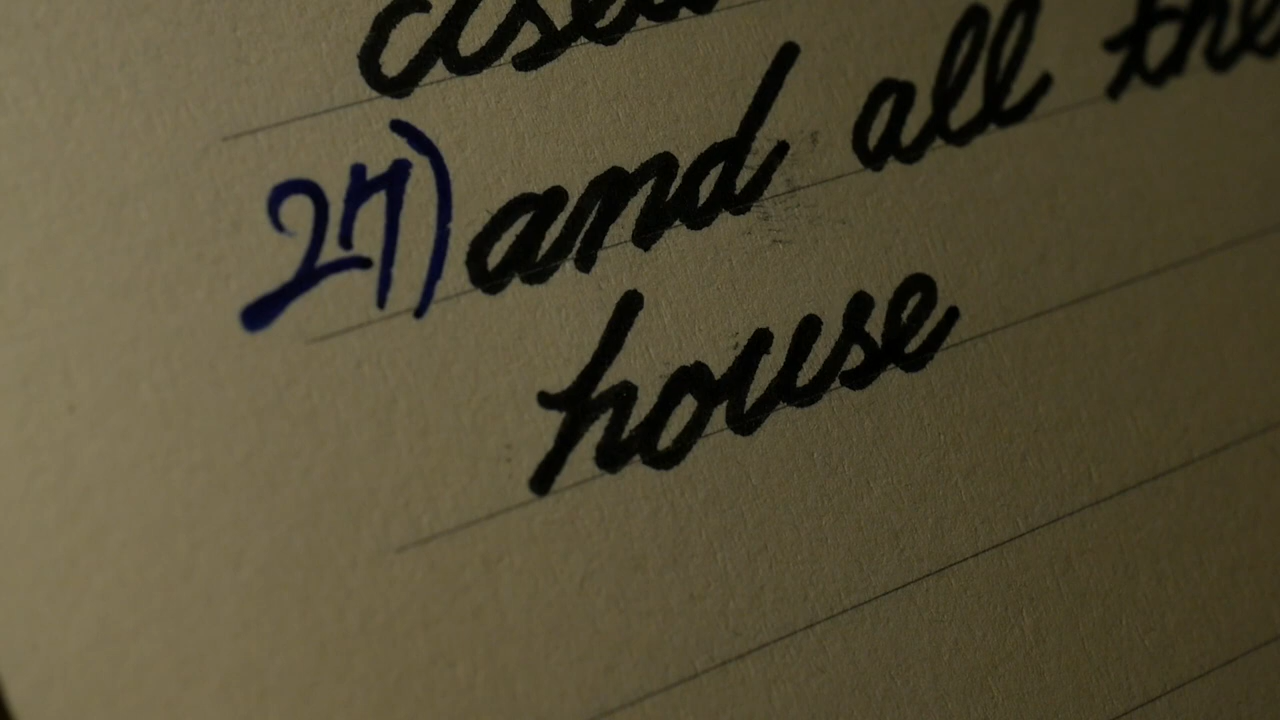 27) and all the
house